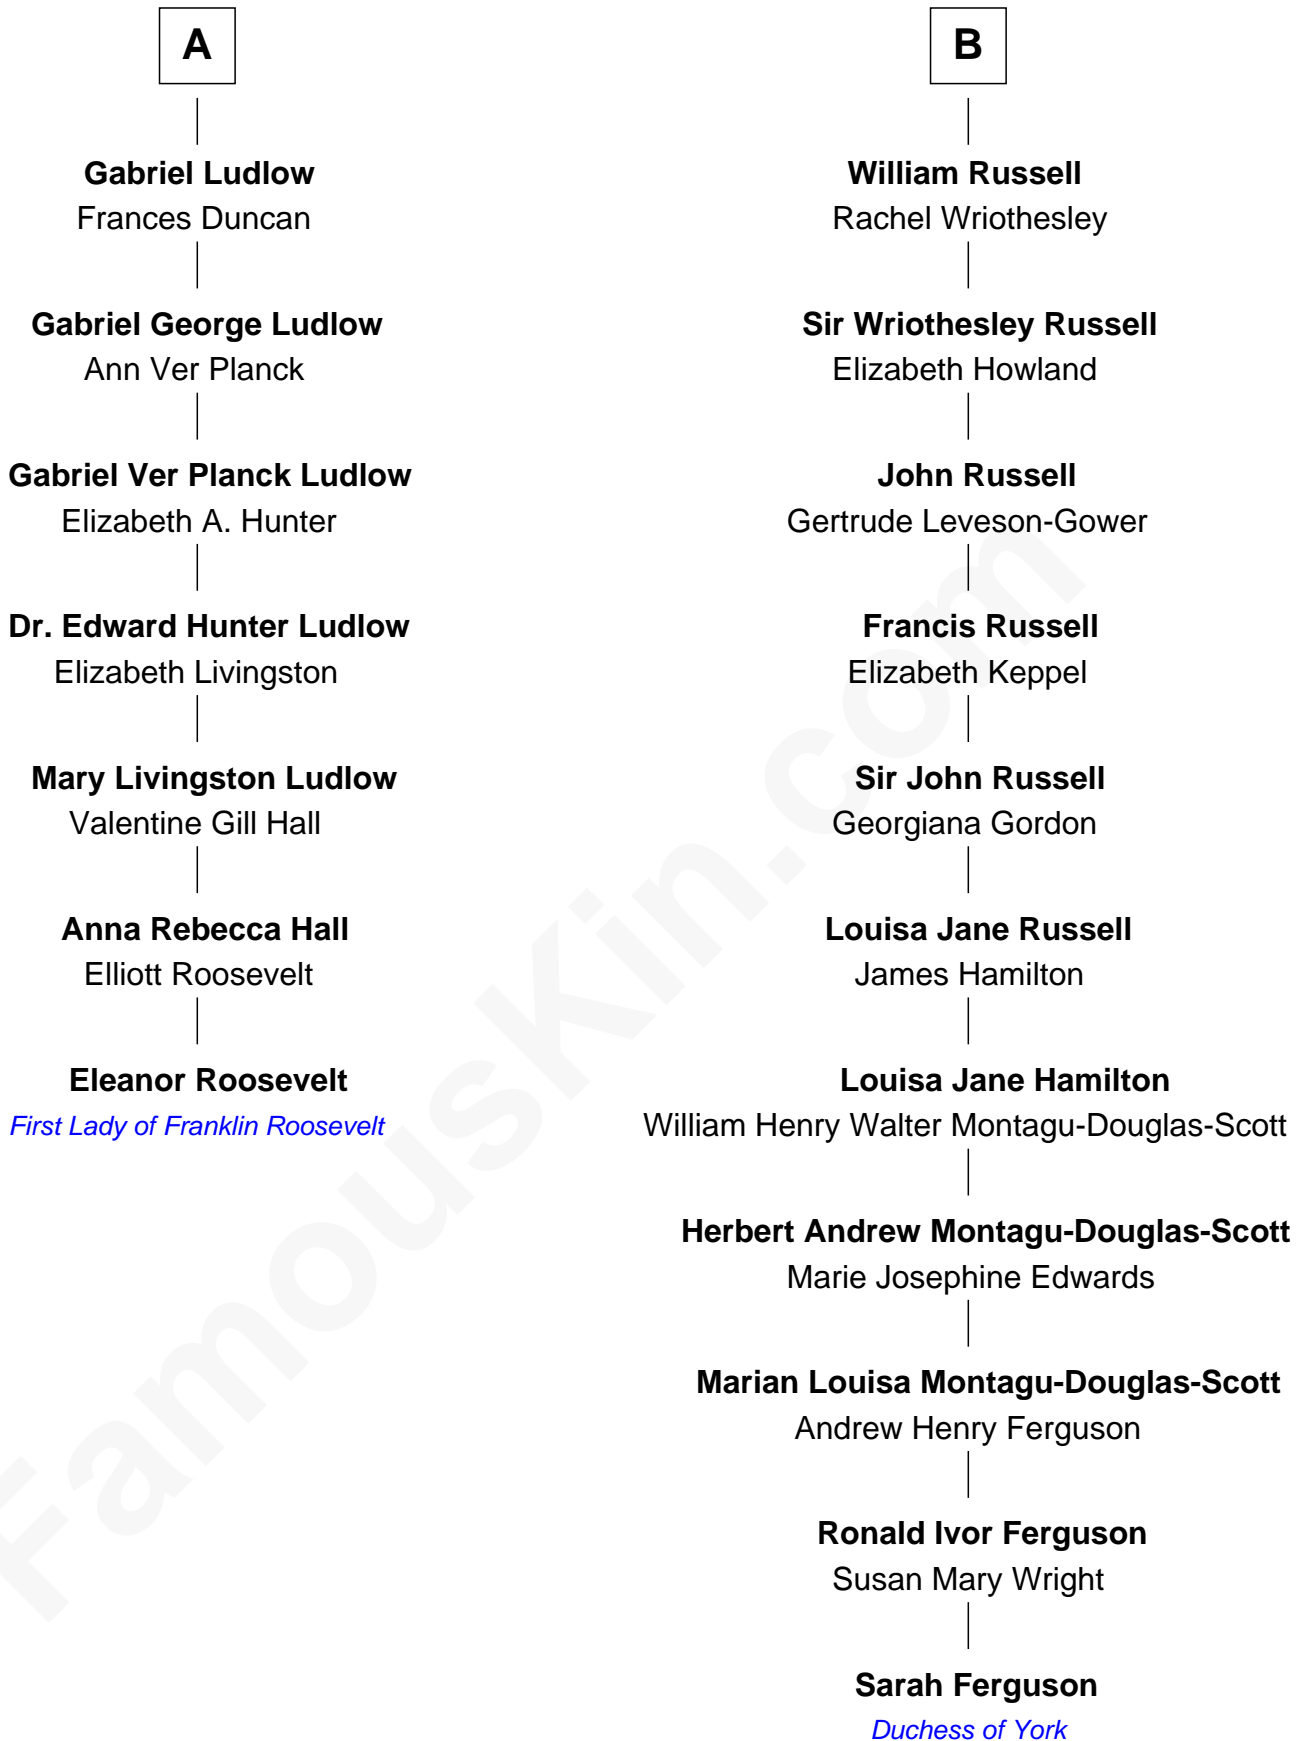 A
Gabriel Ludlow
Frances Duncan
Gabriel George Ludlow
Ann Ver Planck
Gabriel Ver Planck Ludlow
Elizabeth A. Hunter
Dr. Edward Hunter Ludlow
Elizabeth Livingston
Mary Livingston Ludlow
Valentine Gill Hall
Anna Rebecca Hall
Elliott Roosevelt
Eleanor Roosevelt
First Lady of Franklin Roosevelt
B
William Russell
Rachel Wriothesley
Sir Wriothesley Russell
Elizabeth Howland
John Russell
Gertrude Leveson-Gower
Francis Russell
Elizabeth Keppel
Sir John Russell
Georgiana Gordon
Louisa Jane Russell
James Hamilton
Louisa Jane Hamilton
William Henry Walter Montagu-Douglas-Scott
Herbert Andrew Montagu-Douglas-Scott
Marie Josephine Edwards
Marian Louisa Montagu-Douglas-Scott
Andrew Henry Ferguson
Ronald Ivor Ferguson
Susan Mary Wright
Sarah Ferguson
Duchess of York
FamousKin.com